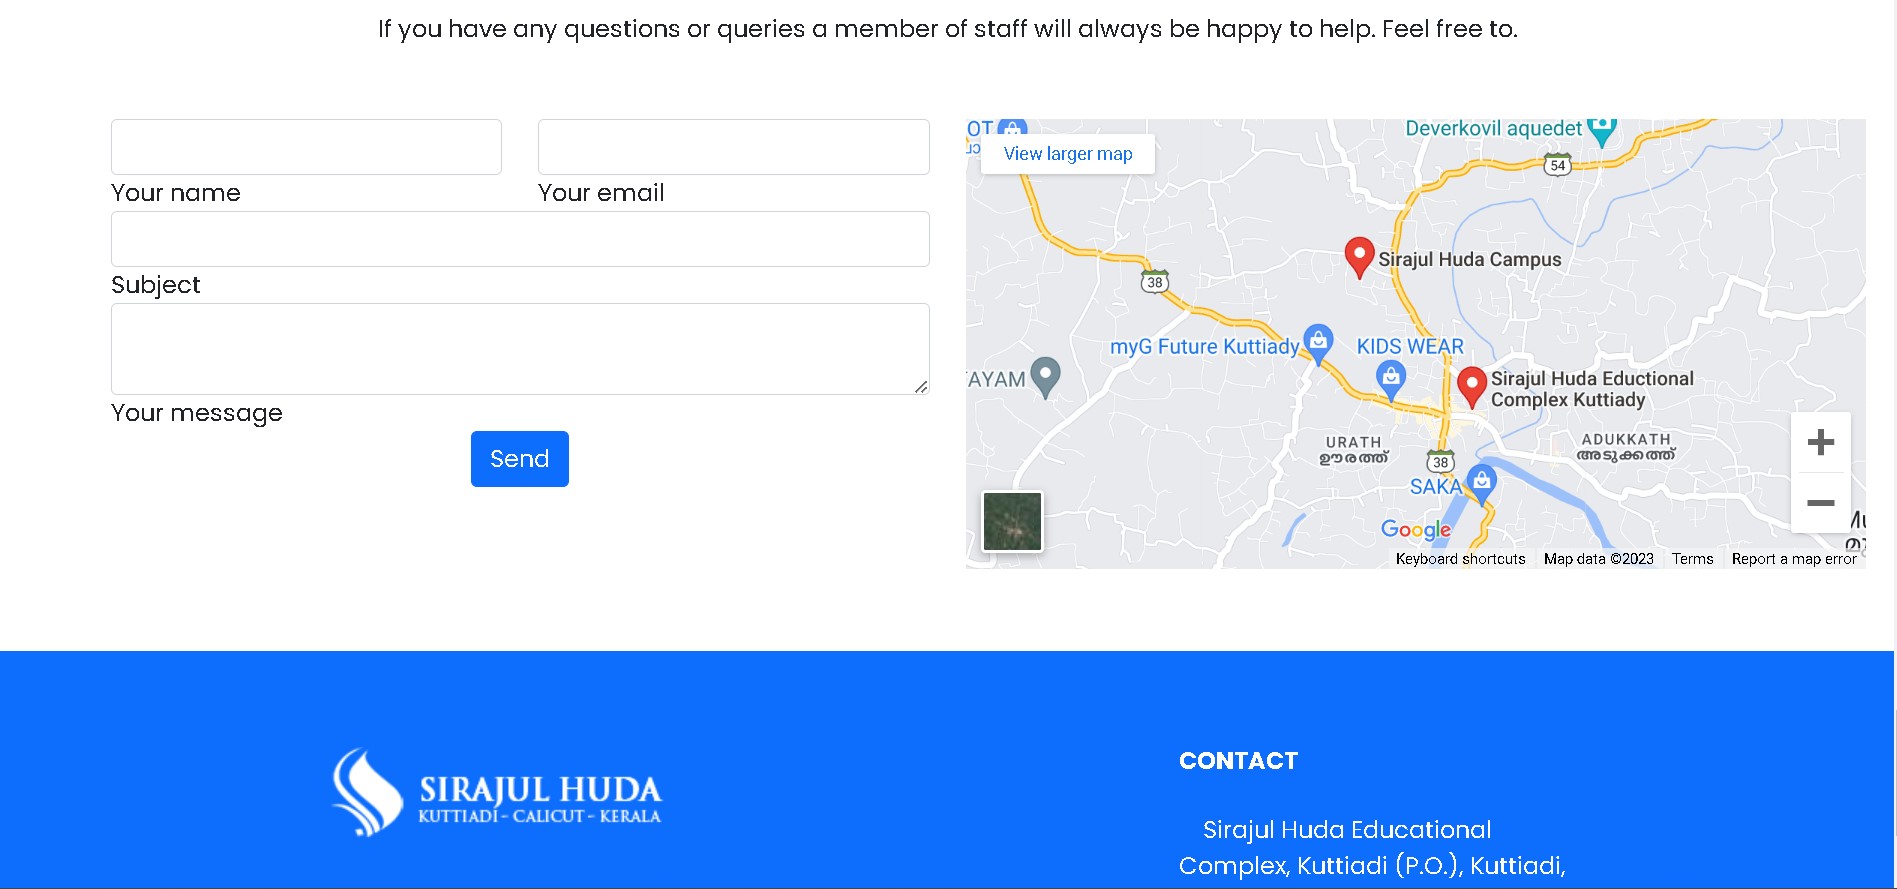 If you have any questions or queries a member of staff will always be happy to help. Feel free to.
Your name
Your email
Subject
Your message
Send
OT
View larger map
Deverkovil aquedet
54
Sirajul Huda Campus
38
myG Future Kuttiady
KIDS WEAR
AYAM
Sirajul Huda Eductional
Complex Kuttiady
URATH
ഊരത്ത്
ADUKKATH
അടുക്കത്ത്
38
SAKA
Google
Keyboard shortcuts
Map data ©2023
Terms
Report a map error
SIRAJUL HUDA
KUTTIADI - CALICUT - KERALA
CONTACT
Sirajul Huda Educational
Complex, Kuttiadi (P.O.), Kuttiadi,